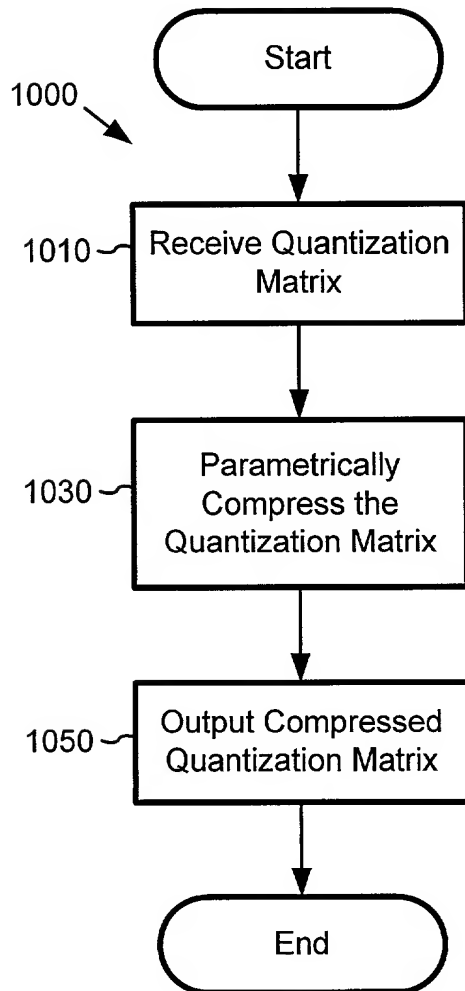 Start
1000
1010
Receive Quantization
Matrix
1030
Parametrically
Compress the
Quantization Matrix
1050
Output Compressed
Quantization Matrix
End